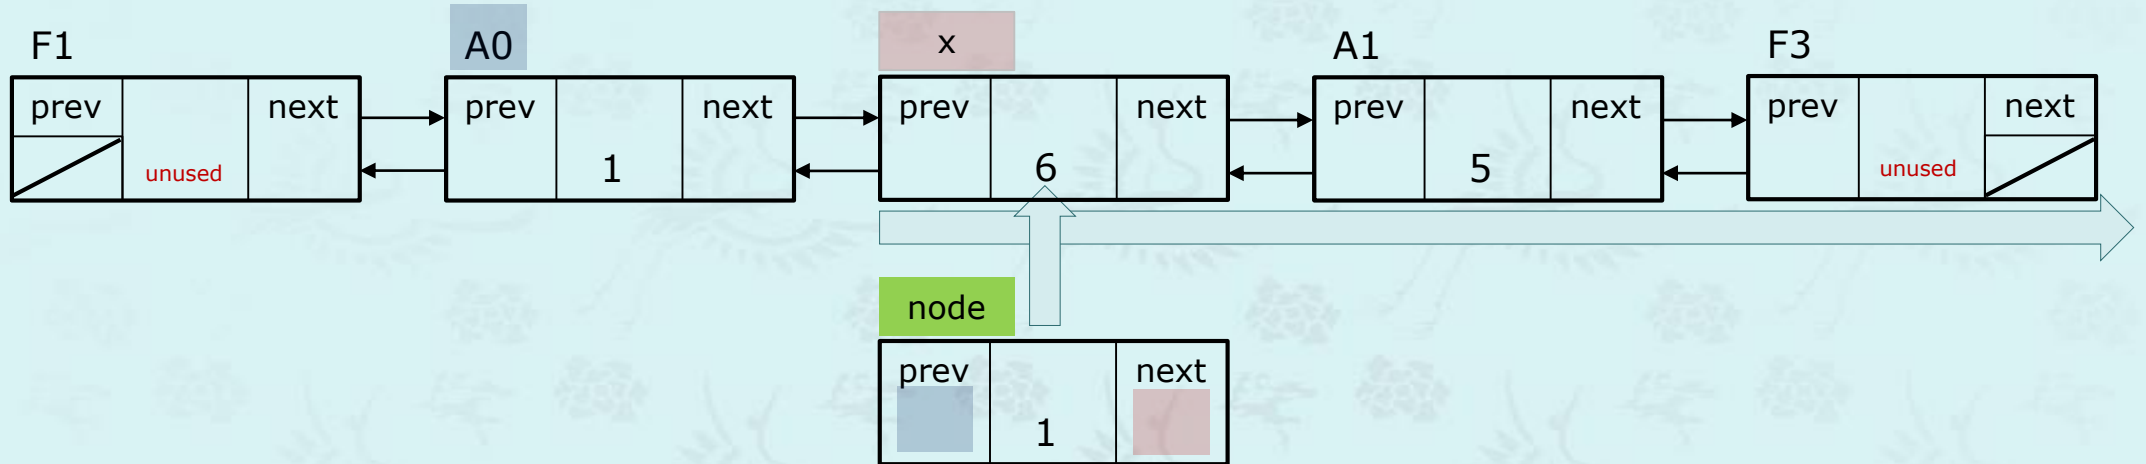 F1 A0 x A1 F3
prev next prev next prev next prev next prev next
unused 1 6 5 unused
node
prev next
1